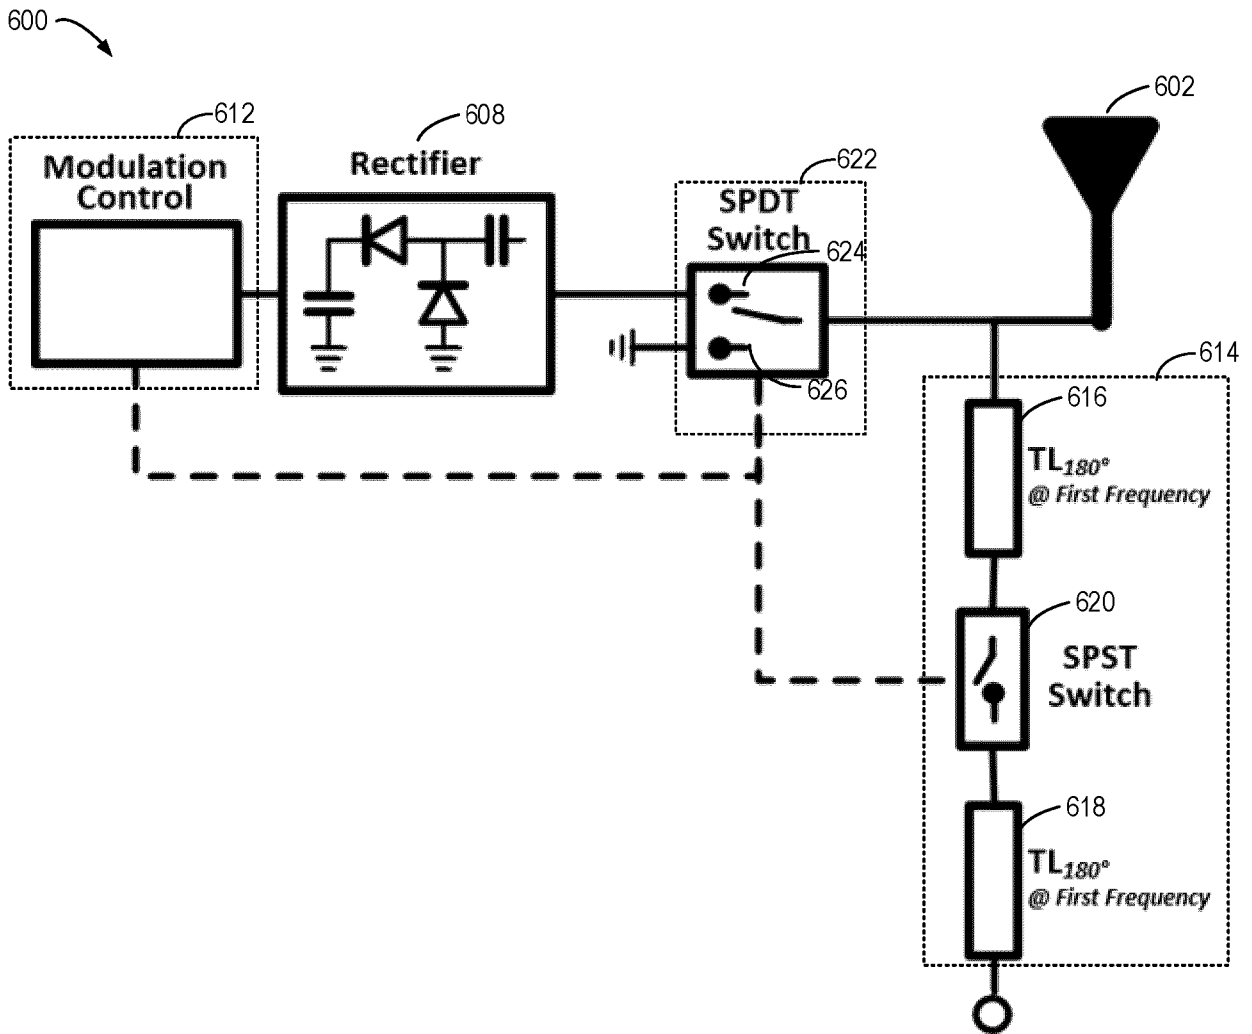 600
612
Modulation
Control
608
Rectifier
622
SPDT
Switch
624
626
602
614
616
TL180°
@ First Frequency
620
SPST
Switch
618
TL180°
@ First Frequency